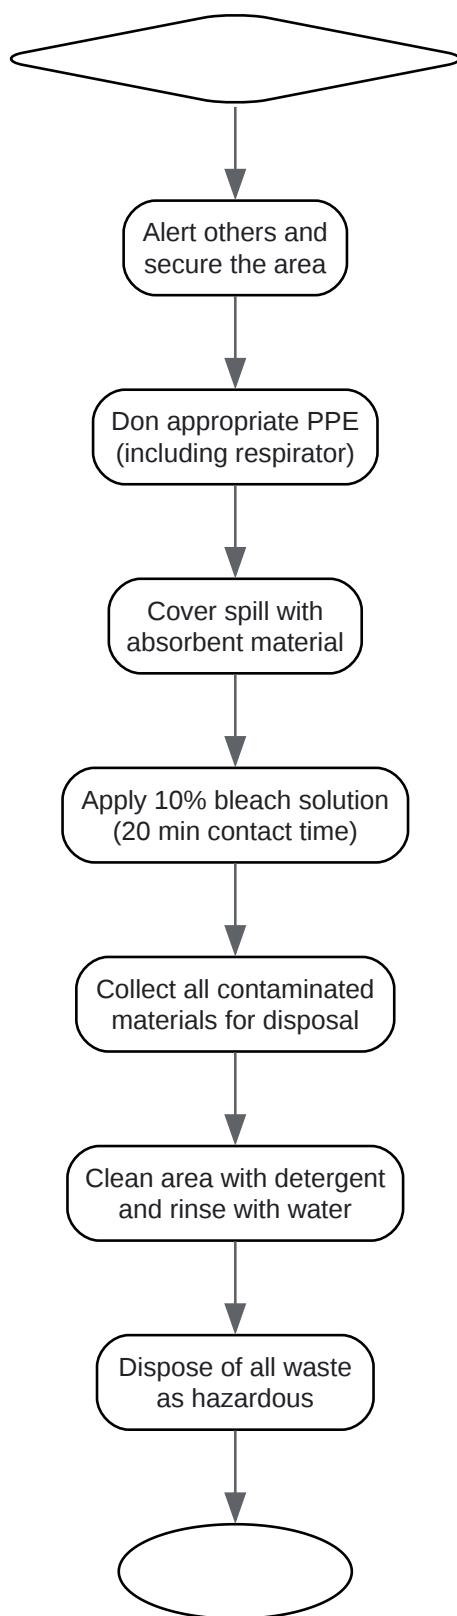 Alert others and
secure the area
Don appropriate PPE
(including respirator)
Cover spill with
absorbent material
Apply 10% bleach solution
(20 min contact time)
Collect all contaminated
materials for disposal
Clean area with detergent
and rinse with water
Dispose of all waste
as hazardous